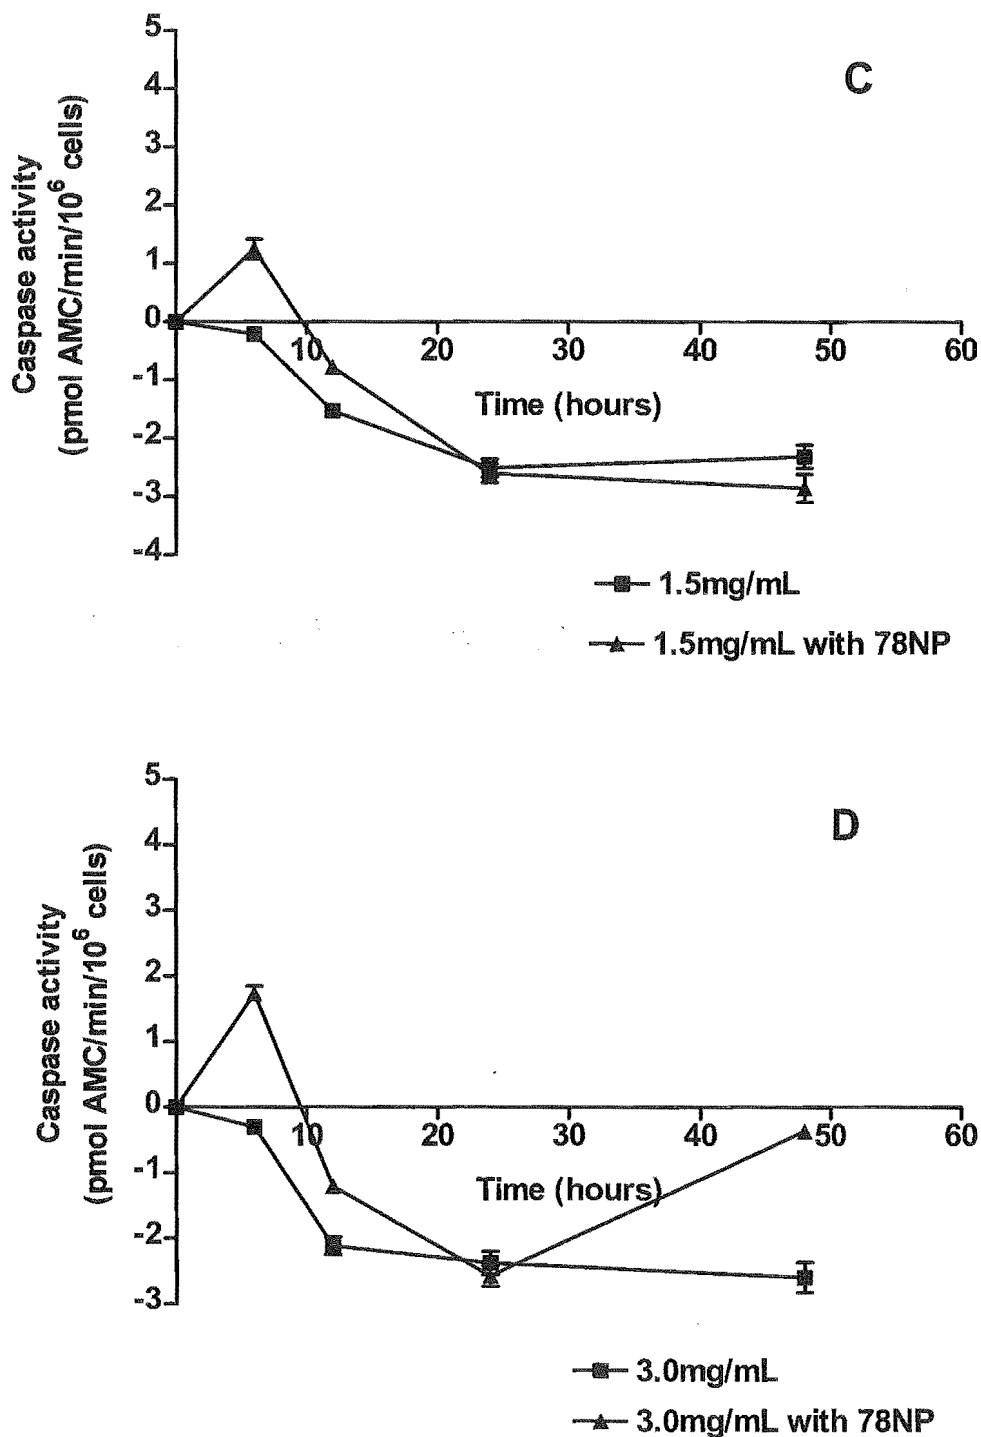 C
Caspase activity
(pmol AMC/min/10⁶ cells)
5
4
3
2
1
0
-1
-2
-3
-4
10 20 30 40 50 60
Time (hours)
1.5mg/mL
1.5mg/mL with 78NP
D
Caspase activity
(pmol AMC/min/10⁶ cells)
5
4
3
2
1
0
-1
-2
-3
10 20 30 40 50 60
Time (hours)
3.0mg/mL
3.0mg/mL with 78NP